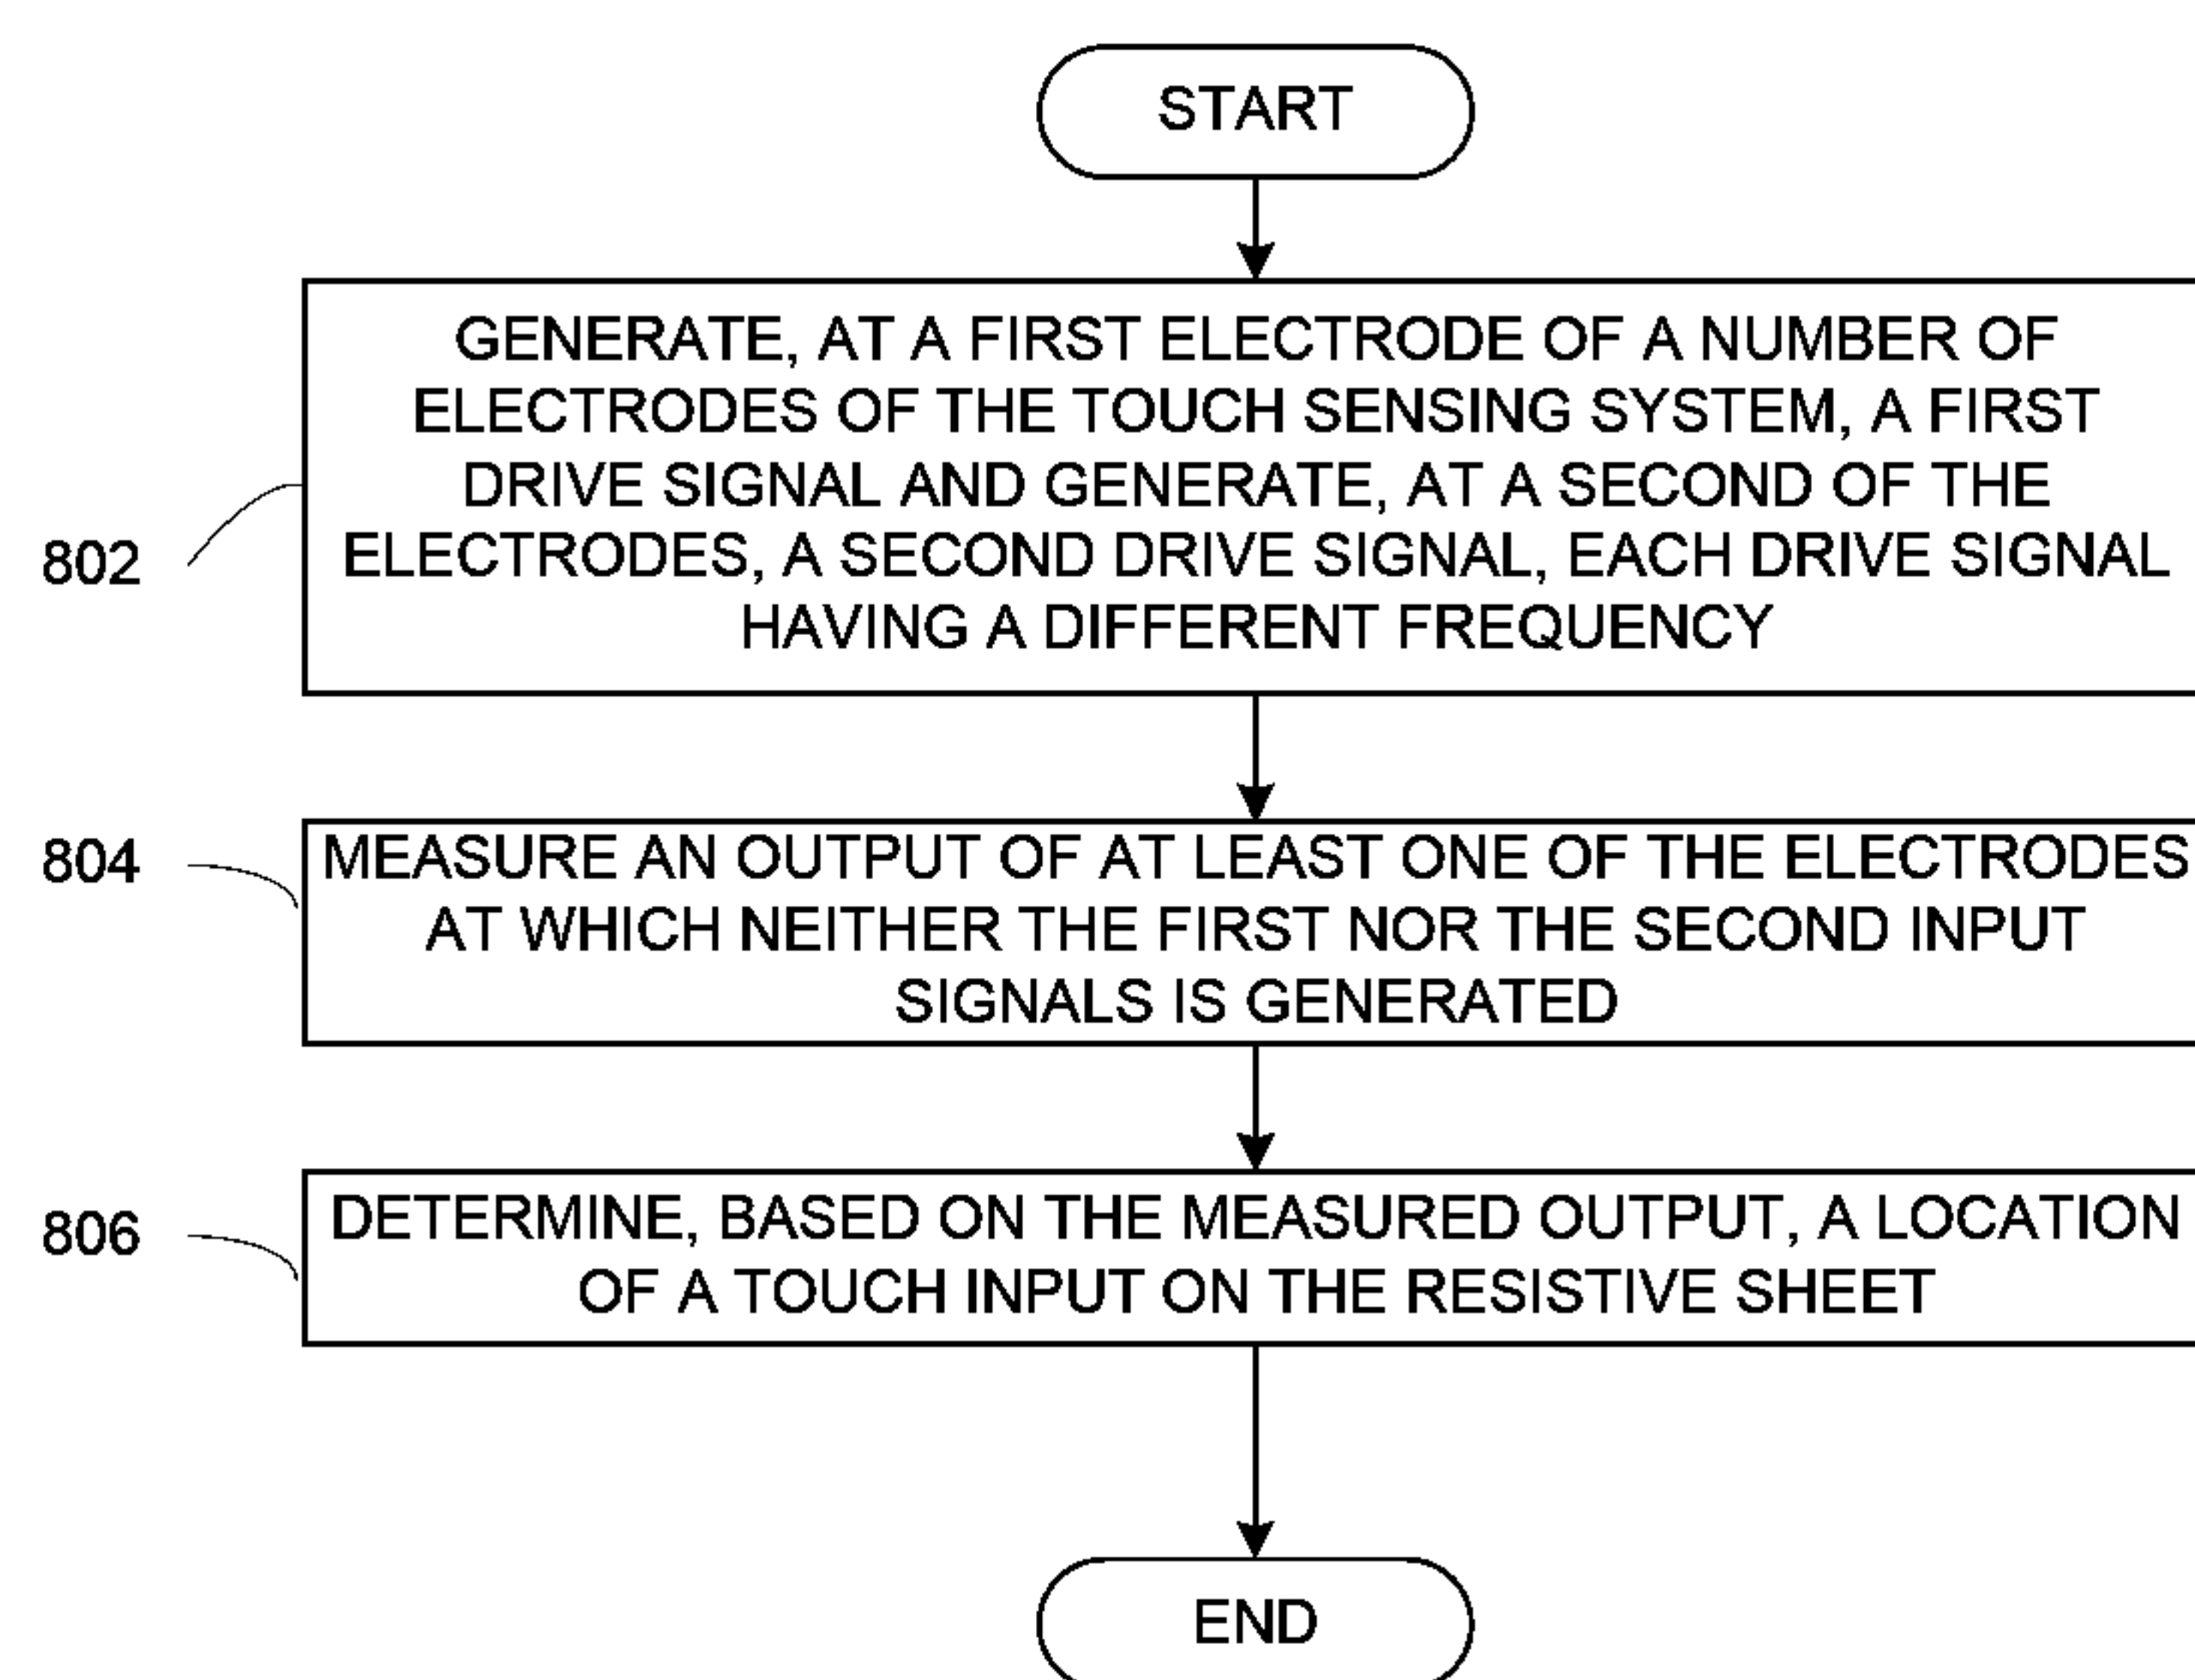 START
GENERATE, AT A FIRST ELECTRODE OF A NUMBER OF
ELECTRODES OF THE TOUCH SENSING SYSTEM, A FIRST
DRIVE SIGNAL AND GENERATE, AT A SECOND OF THE
ELECTRODES, A SECOND DRIVE SIGNAL, EACH DRIVE SIGNAL
HAVING A DIFFERENT FREQUENCY
802
804
MEASURE AN OUTPUT OF AT LEAST ONE OF THE ELECTRODES
AT WHICH NEITHER THE FIRST NOR THE SECOND INPUT
SIGNALS IS GENERATED
806
DETERMINE, BASED ON THE MEASURED OUTPUT, A LOCATION
OF A TOUCH INPUT ON THE RESISTIVE SHEET
END